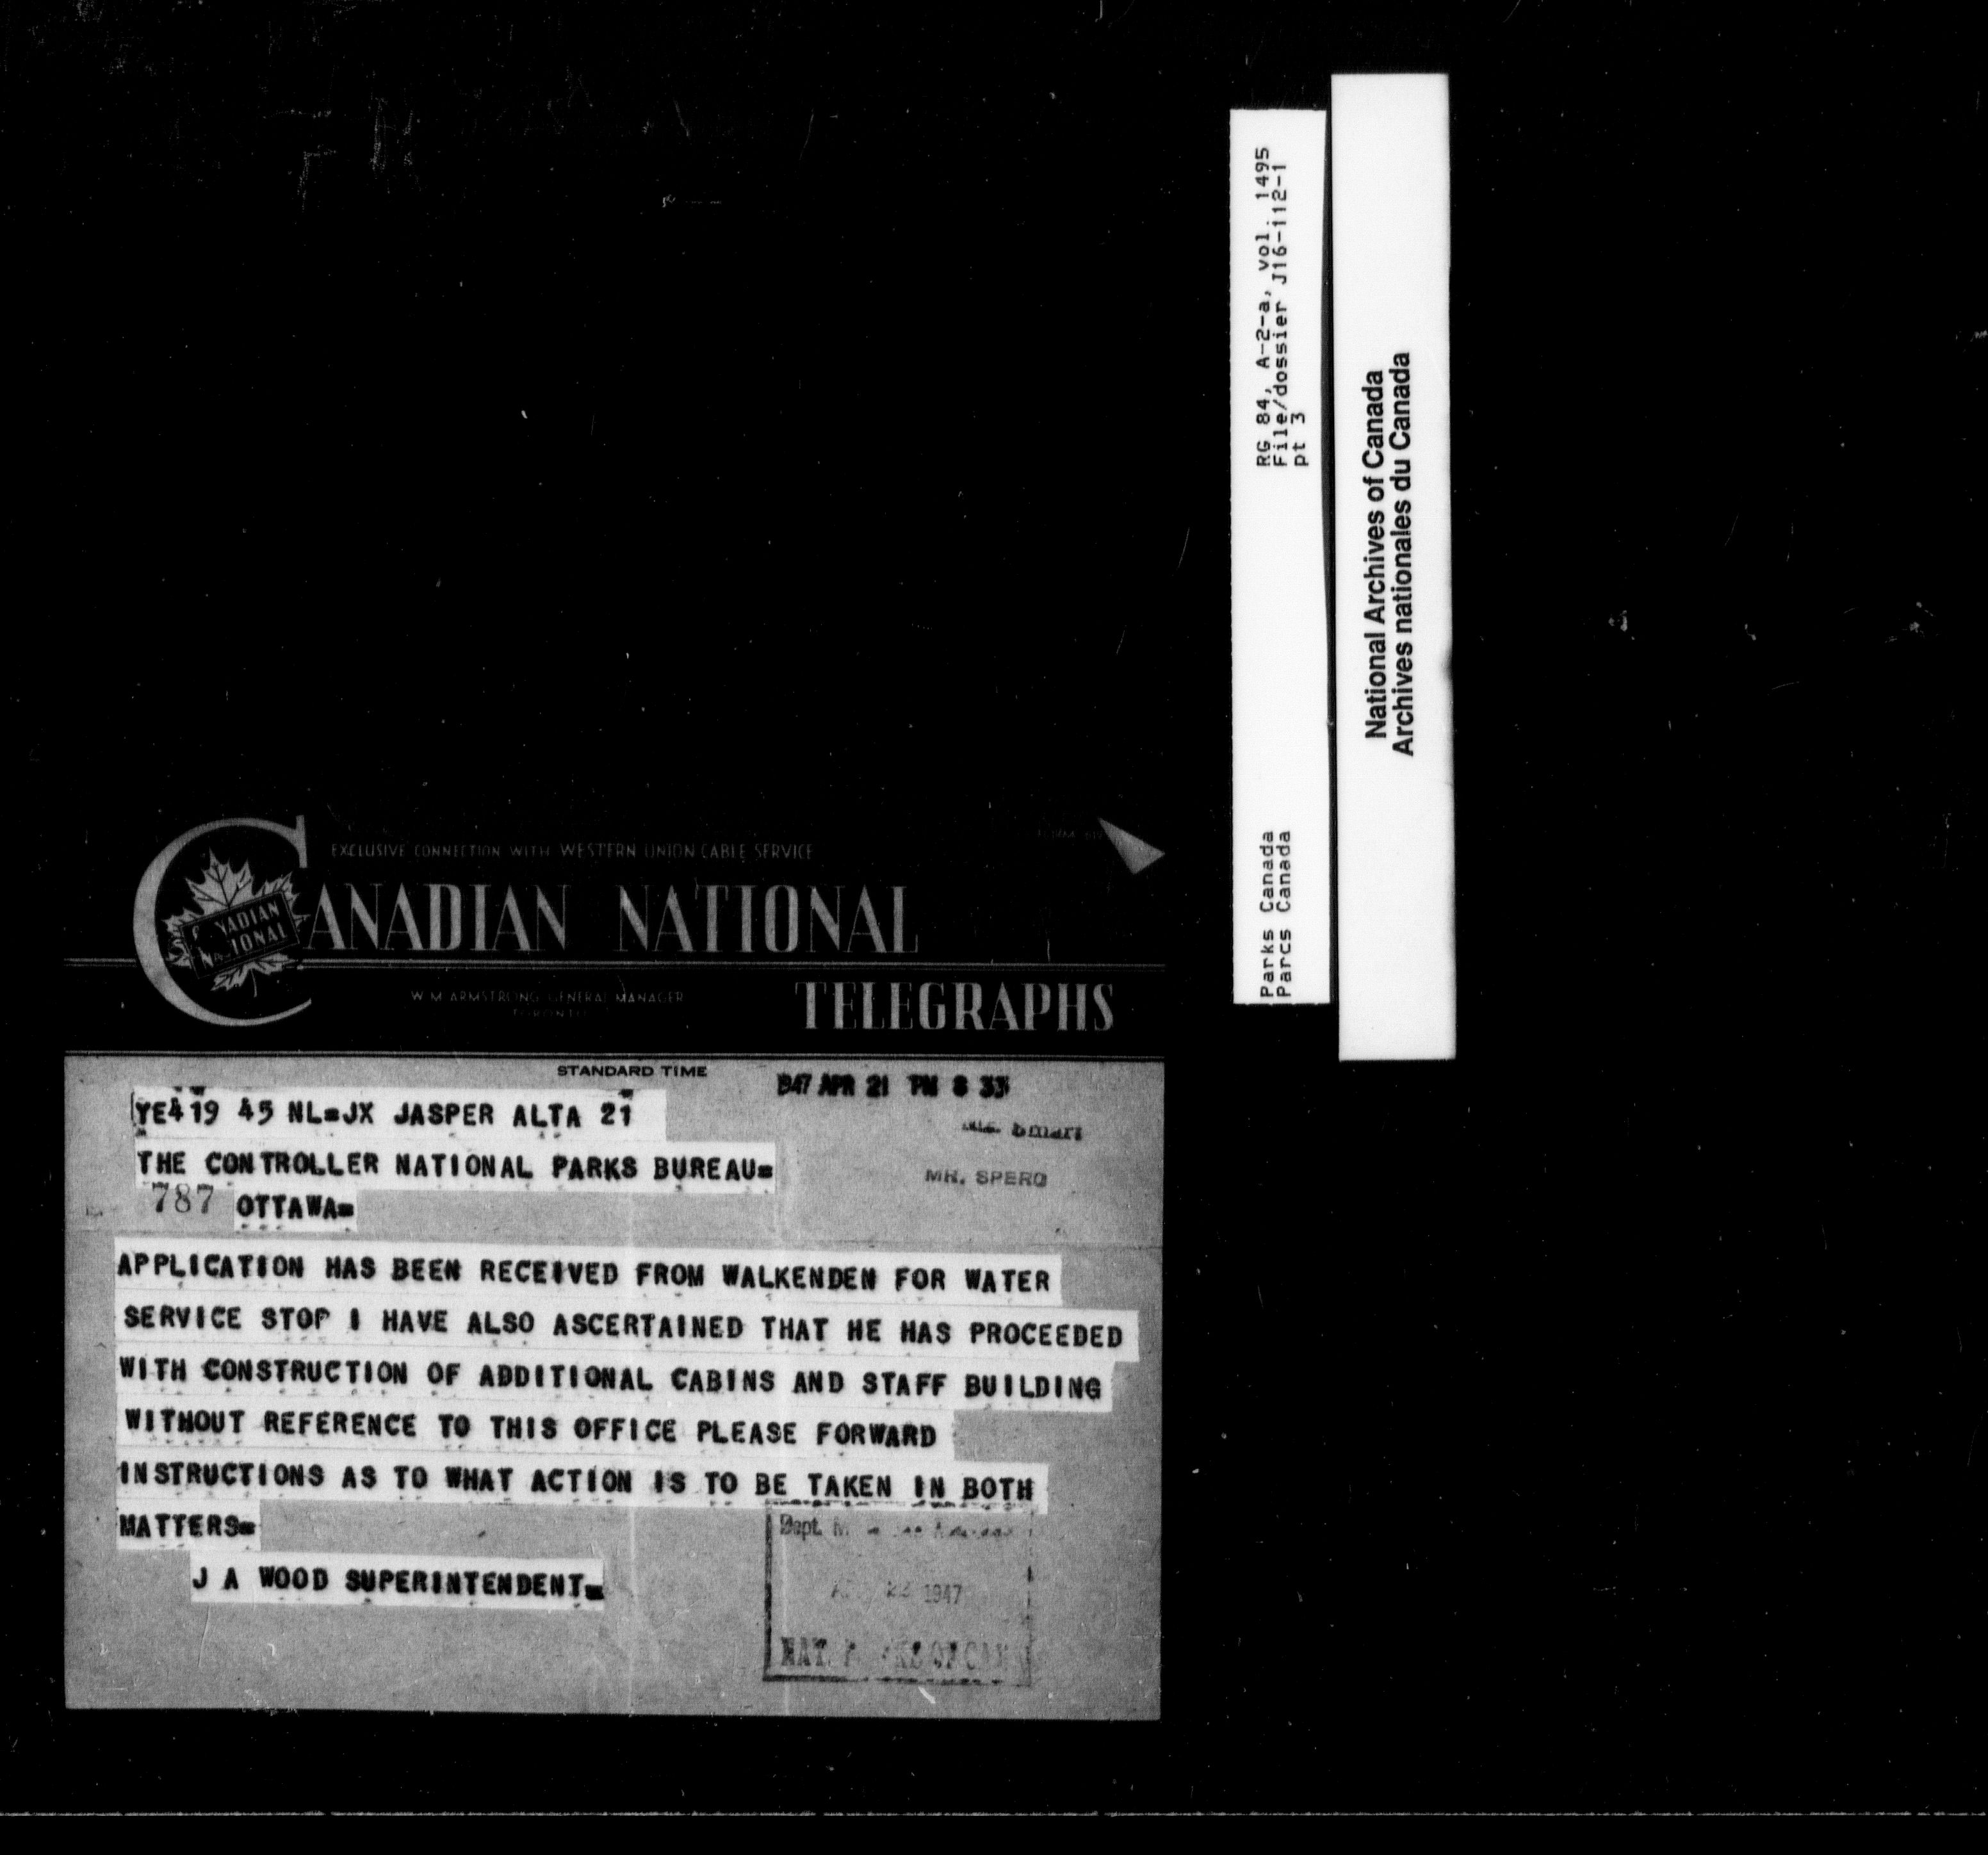 EXCLUSIVE CONNECTION WITH WESTERN UNION CABLE SERVICE
CANADIAN NATIONAL
CANADIAN
NATIONAL
W M ARMSTRONG GENERAL MANAGER
TORONTO
TELEGRAPHS
STANDARD TIME
1947 APR 21 PM 8 33
YE419 45 NL=JX JASPER ALTA 21
Smart
THE CONTROLLER NATIONAL PARKS BUREAU=
MR. SPERO
787 OTTAWA=
APPLICATION HAS BEEN RECEIVED FROM WALKENDEN FOR WATER
SERVICE STOP I HAVE ALSO ASCERTAINED THAT HE HAS PROCEEDED
WITH CONSTRUCTION OF ADDITIONAL CABINS AND STAFF BUILDING
WITHOUT REFERENCE TO THIS OFFICE PLEASE FORWARD
INSTRUCTIONS AS TO WHAT ACTION IS TO BE TAKEN IN BOTH
MATTERS=
J A WOOD SUPERINTENDENT=
Dept.
1947
NAT.
OF CAN
Parks Canada
Parcs Canada
RG 84, A-2-a, vol. 1495
File/dossier J16-112-1
pt 3
National Archives of Canada
Archives nationales du Canada